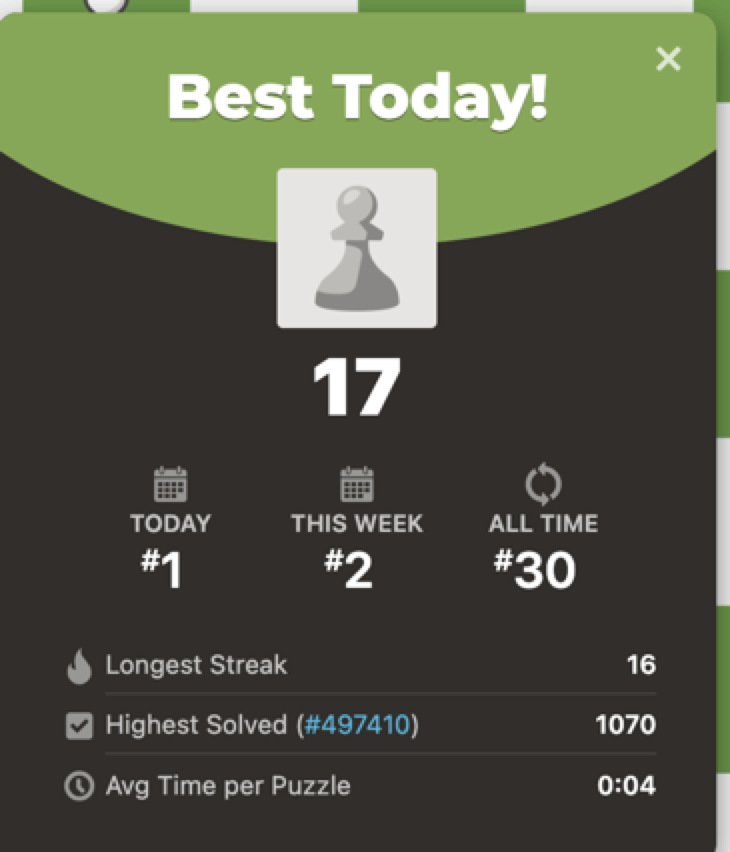 Best Today!
17
TODAY THIS WEEK ALL TIME
#1 #2 #30
Longest Streak 16
Highest Solved (#497410) 1070
Avg Time per Puzzle 0:04